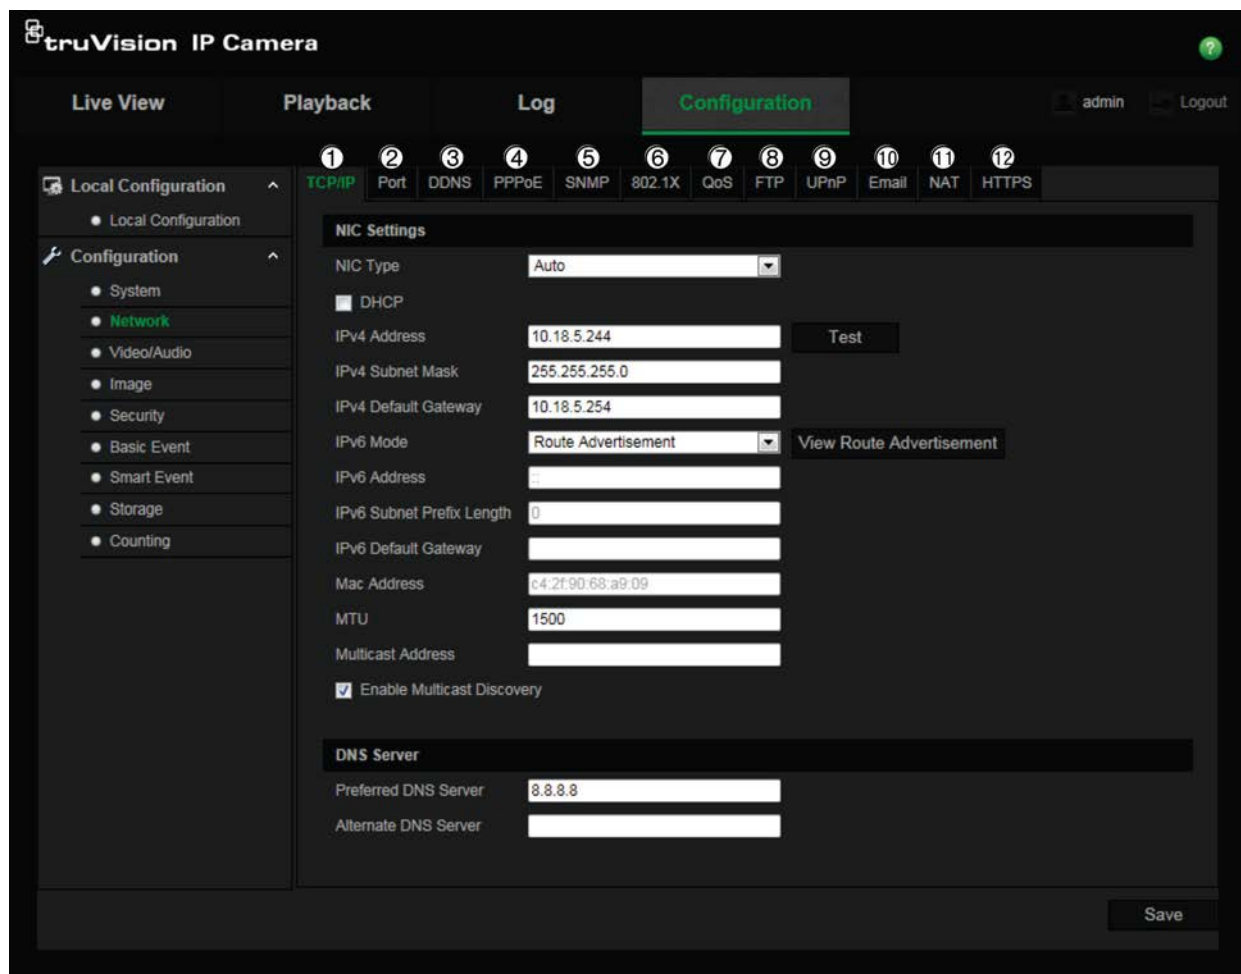 truVision IP Camera
?
Live View Playback Log Configuration admin Logout
① ② ③ ④ ⑤ ⑥ ⑦ ⑧ ⑨ ⑩ ⑪ ⑫
TCP/IP Port DDNS PPPoE SNMP 802.1X QoS FTP UPnP Email NAT HTTPS
Local Configuration
Local Configuration
Configuration
System
Network
Video/Audio
Image
Security
Basic Event
Smart Event
Storage
Counting
NIC Settings
NIC Type Auto
DHCP
IPv4 Address 10.18.5.244 Test
IPv4 Subnet Mask 255.255.255.0
IPv4 Default Gateway 10.18.5.254
IPv6 Mode Route Advertisement View Route Advertisement
IPv6 Address ::
IPv6 Subnet Prefix Length 0
IPv6 Default Gateway
Mac Address c4:2f:90:68:a9:09
MTU 1500
Multicast Address
Enable Multicast Discovery
DNS Server
Preferred DNS Server 8.8.8.8
Alternate DNS Server
Save